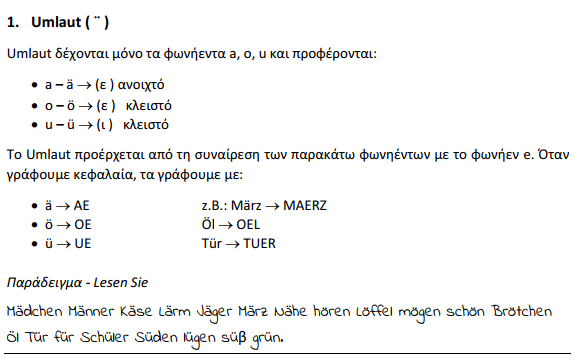 1. Umlaut ( ¨ )
Umlaut δέχονται μόνο τα φωνήεντα a, o, u και προφέρονται:
• a – ä → (ε ) ανοιχτό
• o – ö → (ε ) κλειστό
• u – ü → (ι ) κλειστό
Το Umlaut προέρχεται από τη συναίρεση των παρακάτω φωνηέντων με το φωνήεν e. Όταν
γράφουμε κεφαλαία, τα γράφουμε με:
• ä → AE z.B.: März → MAERZ
• ö → OE Öl → OEL
• ü → UE Tür → TUER
Παράδειγμα - Lesen Sie
Mädchen Männer Käse Lärm Jäger März Nähe hören Löffel mögen schön Brötchen
Öl Tür für Schüler Süden lügen süβ grün.